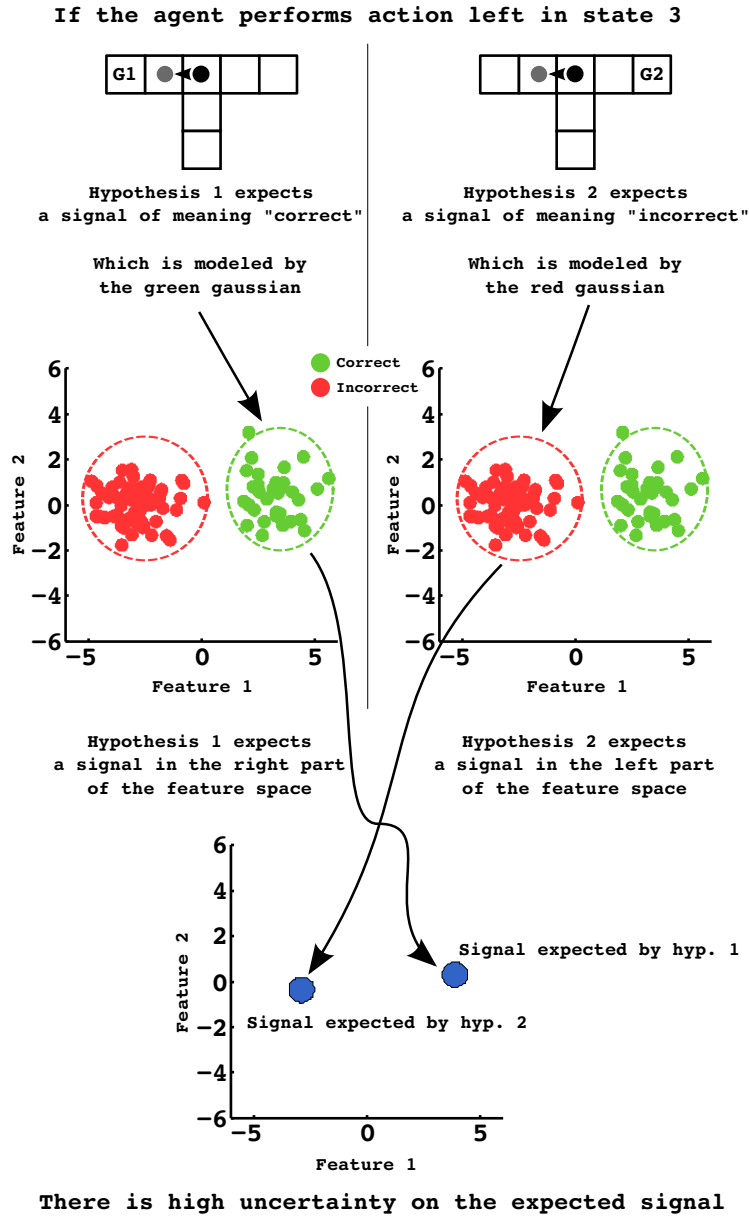 If the agent performs action left in state 3
G1
G2
Hypothesis 1 expects
a signal of meaning "correct"
Hypothesis 2 expects
a signal of meaning "incorrect"
Which is modeled by
the green gaussian
Which is modeled by
the red gaussian
Correct
Incorrect
6
4
2
0
−2
−4
−6
−5
0
5
Feature 2
Feature 1
6
4
2
0
−2
−4
−6
−5
0
5
Feature 2
Feature 1
Hypothesis 1 expects
a signal in the right part
of the feature space
Hypothesis 2 expects
a signal in the left part
of the feature space
6
4
2
0
−2
−4
−6
−5
0
5
Feature 2
Feature 1
Signal expected by hyp. 1
Signal expected by hyp. 2
There is high uncertainty on the expected signal